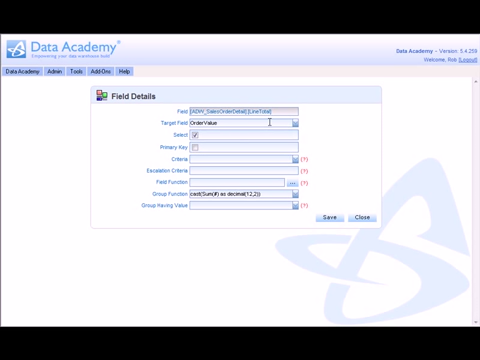 Data Academy®
Empowering your data warehouse build
Data Academy - Version: 5.4.259
Welcome, Rob [Logout]
Data Academy Admin Tools Add-Ons Help
Field Details
Field [ADW_SalesOrderDetail].[LineTotal]
Target Field OrderValue
Select
Primary Key
Criteria (?)
Escalation Criteria (?)
Field Function ... (?)
Group Function cast(Sum(#) as decimal(12,2))
Group Having Value (?)
Save Close